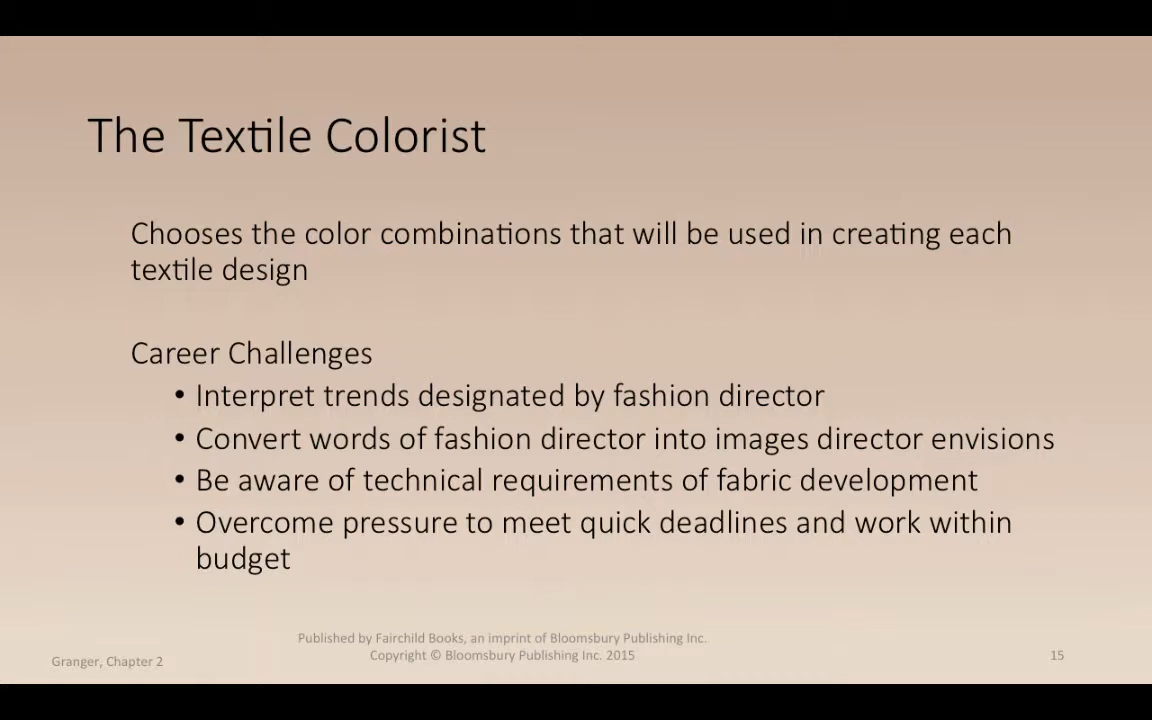 The Textile Colorist
Chooses the color combinations that will be used in creating each
textile design
Career Challenges
• Interpret trends designated by fashion director
• Convert words of fashion director into images director envisions
• Be aware of technical requirements of fabric development
• Overcome pressure to meet quick deadlines and work within
budget
Published by Fairchild Books, an imprint of Bloomsbury Publishing Inc.
Copyright © Bloomsbury Publishing Inc. 2015
Granger, Chapter 2
15